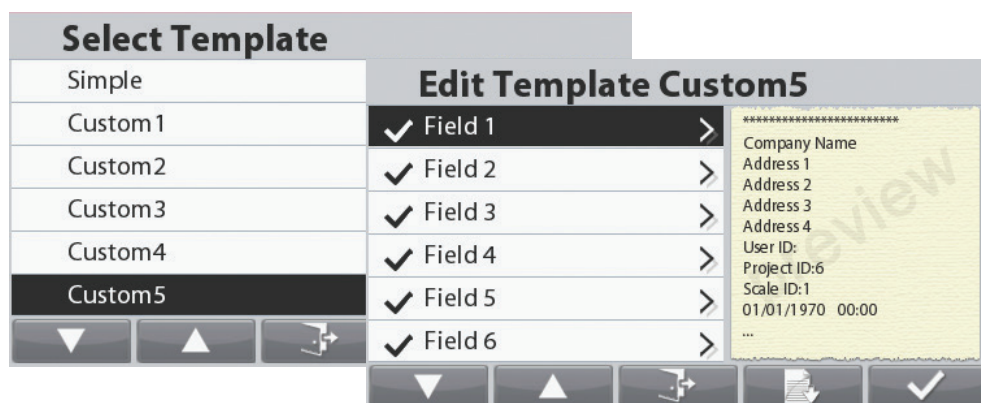 Select Template
Simple
Custom1
Custom2
Custom3
Custom4
Custom5
Edit Template Custom5
Field 1
Field 2
Field 3
Field 4
Field 5
Field 6
************************
Company Name
Address 1
Address 2
Address 3
Address 4
User ID:
Project ID:6
Scale ID:1
01/01/1970 00:00
...
preview